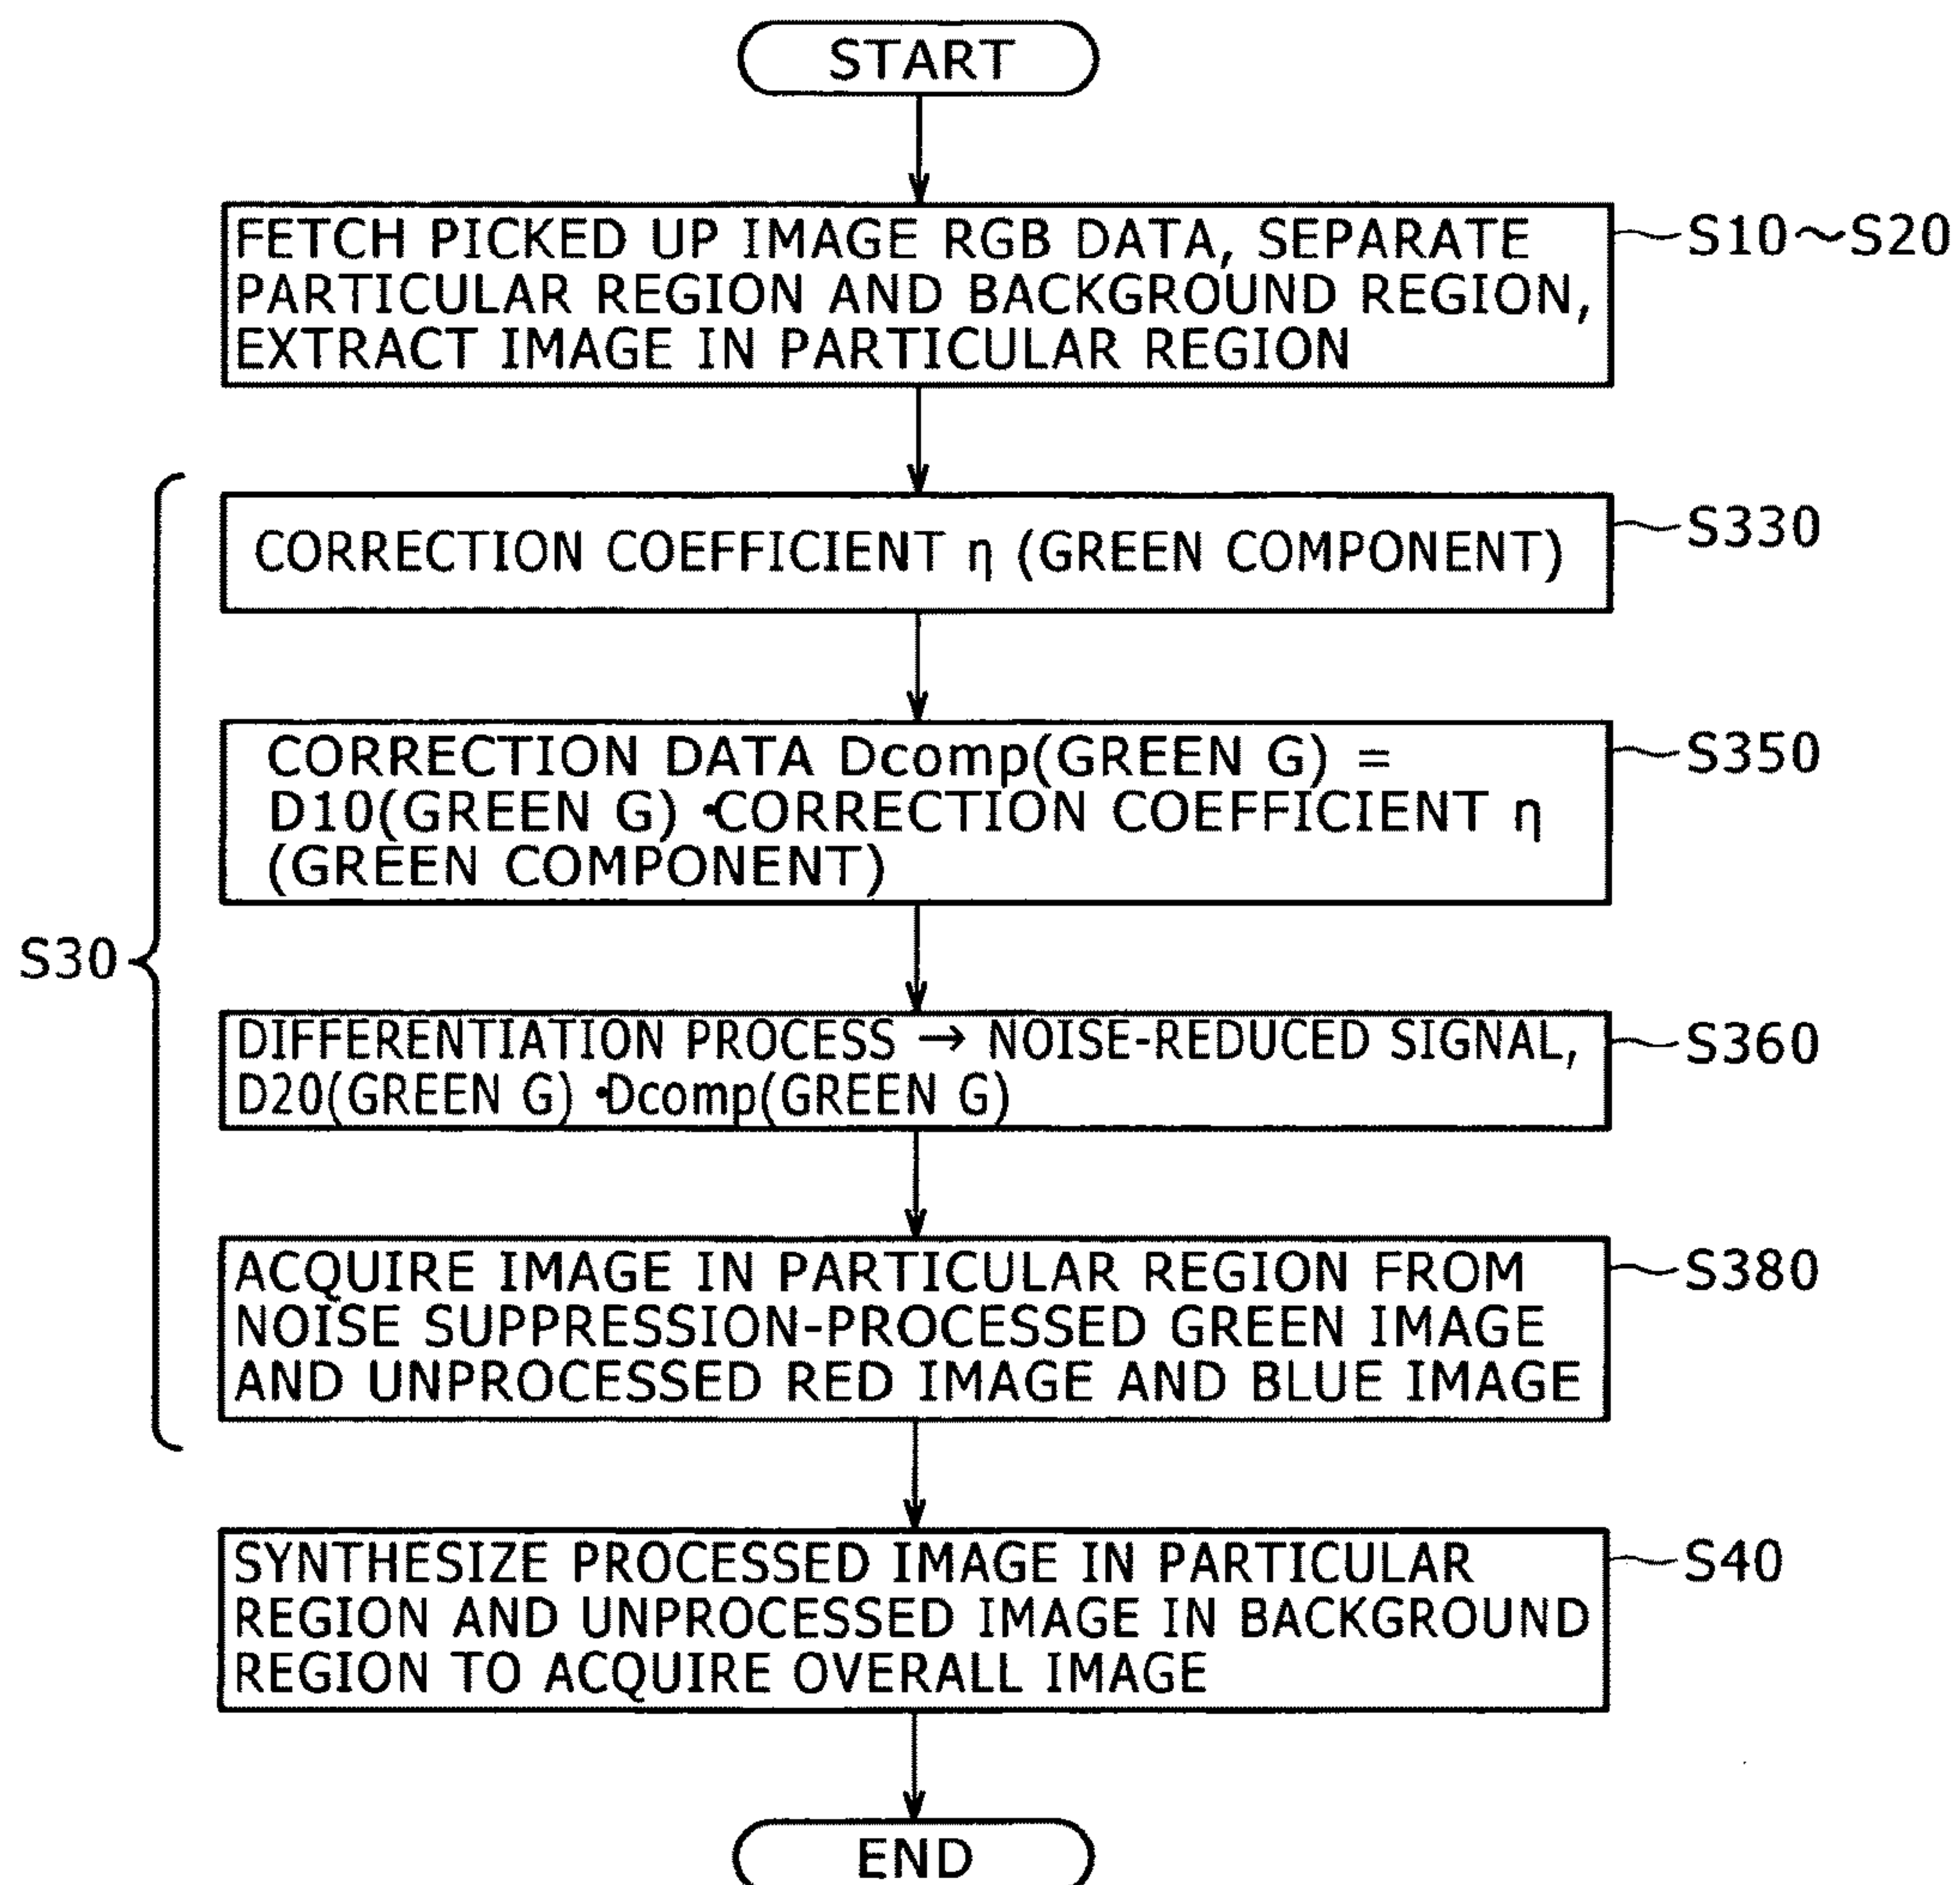 START
FETCH PICKED UP IMAGE RGB DATA, SEPARATE
PARTICULAR REGION AND BACKGROUND REGION,
EXTRACT IMAGE IN PARTICULAR REGION
S10~S20
CORRECTION COEFFICIENT η (GREEN COMPONENT)
S330
CORRECTION DATA Dcomp(GREEN G) =
D10(GREEN G) •CORRECTION COEFFICIENT η
(GREEN COMPONENT)
S350
S30
DIFFERENTIATION PROCESS → NOISE-REDUCED SIGNAL,
D20(GREEN G) •Dcomp(GREEN G)
S360
ACQUIRE IMAGE IN PARTICULAR REGION FROM
NOISE SUPPRESSION-PROCESSED GREEN IMAGE
AND UNPROCESSED RED IMAGE AND BLUE IMAGE
S380
SYNTHESIZE PROCESSED IMAGE IN PARTICULAR
REGION AND UNPROCESSED IMAGE IN BACKGROUND
REGION TO ACQUIRE OVERALL IMAGE
S40
END